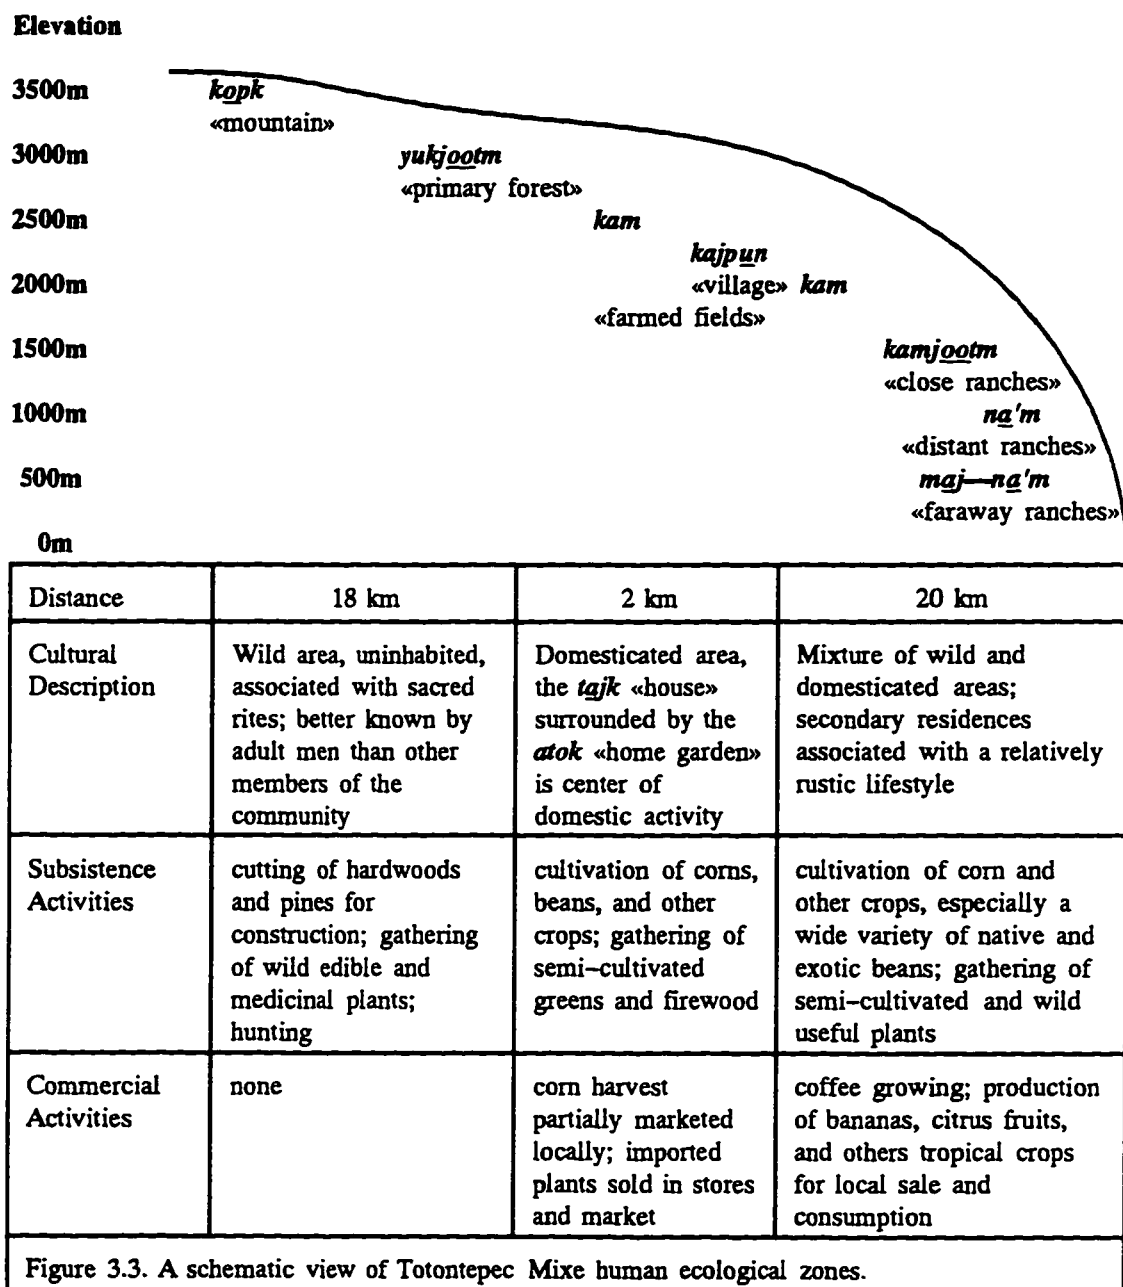 Elevation
3500m
kopk
«mountain»
3000m
yukjootm
«primary forest»
2500m
kam
kajpun
2000m
«village» kam
«farmed fields»
1500m
kamjootm
«close ranches»
1000m
na'm
«distant ranches»
500m
maj—na'm
«faraway ranches»
0m
Distance
18 km
2 km
20 km
Cultural
Description
Wild area, uninhabited,
associated with sacred
rites; better known by
adult men than other
members of the
community
Domesticated area,
the tajk «house»
surrounded by the
atok «home garden»
is center of
domestic activity
Mixture of wild and
domesticated areas;
secondary residences
associated with a relatively
rustic lifestyle
Subsistence
Activities
cutting of hardwoods
and pines for
construction; gathering
of wild edible and
medicinal plants;
hunting
cultivation of corns,
beans, and other
crops; gathering of
semi-cultivated
greens and firewood
cultivation of corn and
other crops, especially a
wide variety of native and
exotic beans; gathering of
semi-cultivated and wild
useful plants
Commercial
Activities
none
corn harvest
partially marketed
locally; imported
plants sold in stores
and market
coffee growing; production
of bananas, citrus fruits,
and others tropical crops
for local sale and
consumption
Figure 3.3. A schematic view of Totontepec Mixe human ecological zones.